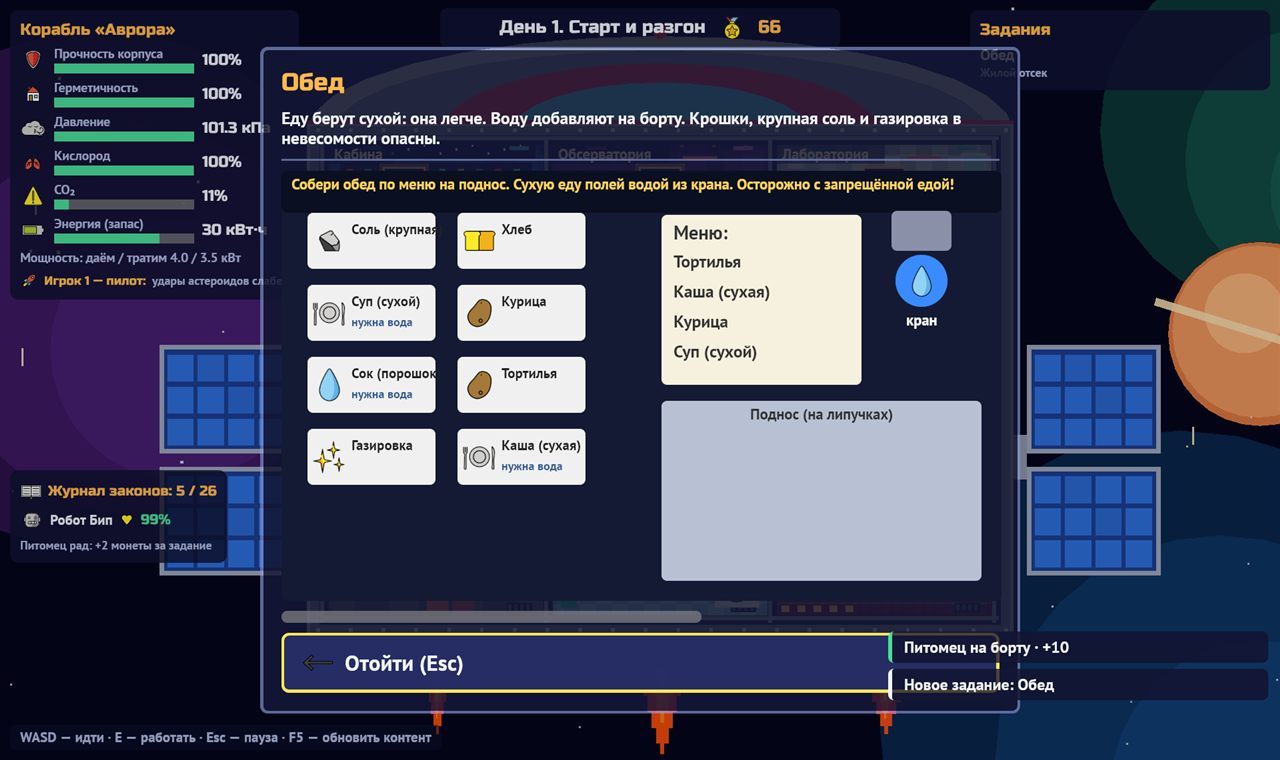 Корабль «Аврора»
Прочность корпуса
100%
Герметичность
100%
Давление
101.3 кПа
Кислород
100%
CO₂
11%
Энергия (запас)
30 кВт·ч
Мощность: даём / тратим 4.0 / 3.5 кВт
Игрок 1 — пилот: удары астероидов слабе
День 1. Старт и разгон
66
Задания
Обед
Жилой отсек
Обед
Еду берут сухой: она легче. Воду добавляют на борту. Крошки, крупная соль и газировка в
невесомости опасны.
Кабина
Обсерватория
Лаборатория
Собери обед по меню на поднос. Сухую еду полей водой из крана. Осторожно с запрещённой едой!
Соль (крупная
Хлеб
Суп (сухой)
нужна вода
Курица
Сок (порошок
нужна вода
Тортилья
Газировка
Каша (сухая)
нужна вода
Меню:
Тортилья
Каша (сухая)
Курица
Суп (сухой)
кран
Поднос (на липучках)
Журнал законов: 5 / 26
Робот Бип
99%
Питомец рад: +2 монеты за задание
Отойти (Esc)
Питомец на борту · +10
Новое задание: Обед
WASD — идти · E — работать · Esc — пауза · F5 — обновить контент